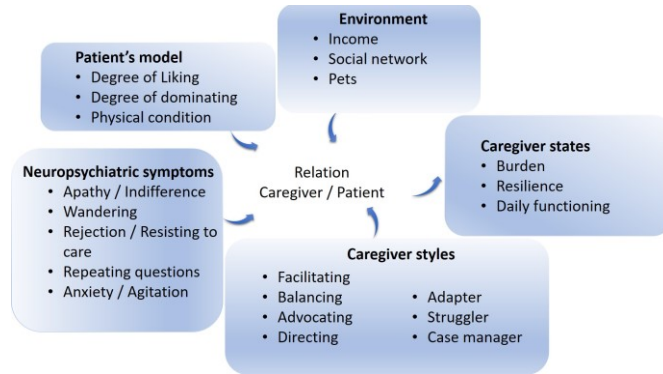 Environment
• Income
• Social network
• Pets
Patient's model
• Degree of Liking
• Degree of dominating
• Physical condition
Neuropsychiatric symptoms
• Apathy / Indifference
• Wandering
• Rejection / Resisting to
care
• Repeating questions
• Anxiety / Agitation
Relation
Caregiver / Patient
Caregiver states
• Burden
• Resilience
• Daily functioning
Caregiver styles
• Facilitating
• Balancing
• Advocating
• Directing
• Adapter
• Struggler
• Case manager